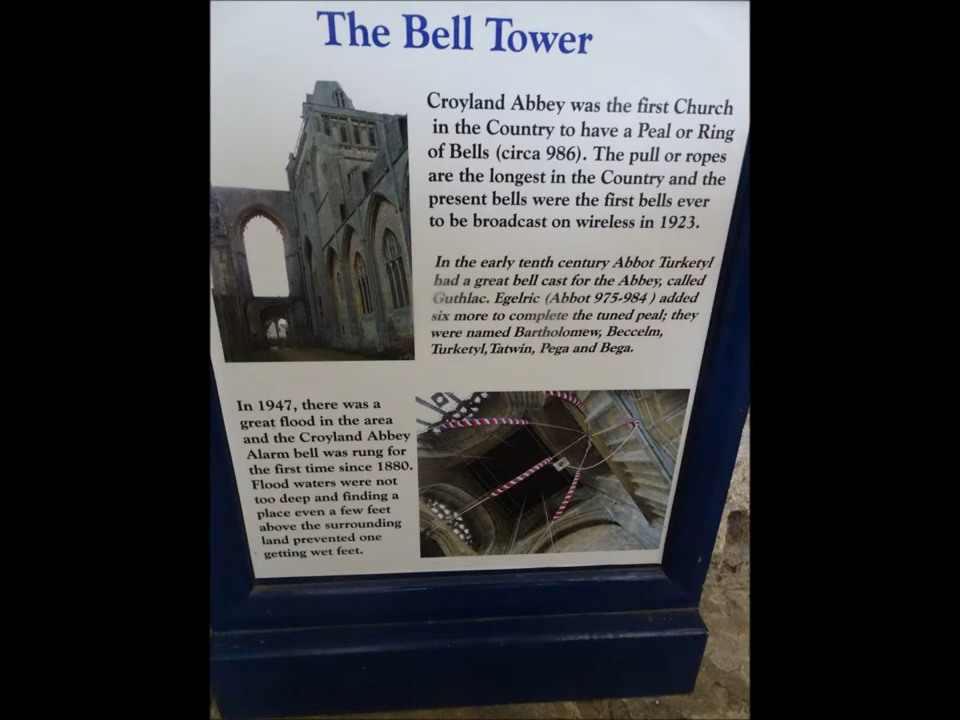 The Bell Tower
Croyland Abbey was the first Church
in the Country to have a Peal or Ring
of Bells (circa 986). The pull or ropes
are the longest in the Country and the
present bells were the first bells ever
to be broadcast on wireless in 1923.
In the early tenth century Abbot Turketyl
had a great bell cast for the Abbey, called
Guthlac. Egelric (Abbot 975-984 ) added
six more to complete the tuned peal; they
were named Bartholomew, Beccelm,
Turketyl, Tatwin, Pega and Bega.
In 1947, there was a
great flood in the area
and the Croyland Abbey
Alarm bell was rung for
the first time since 1880.
Flood waters were not
too deep and finding a
place even a few feet
above the surrounding
land prevented one
getting wet feet.